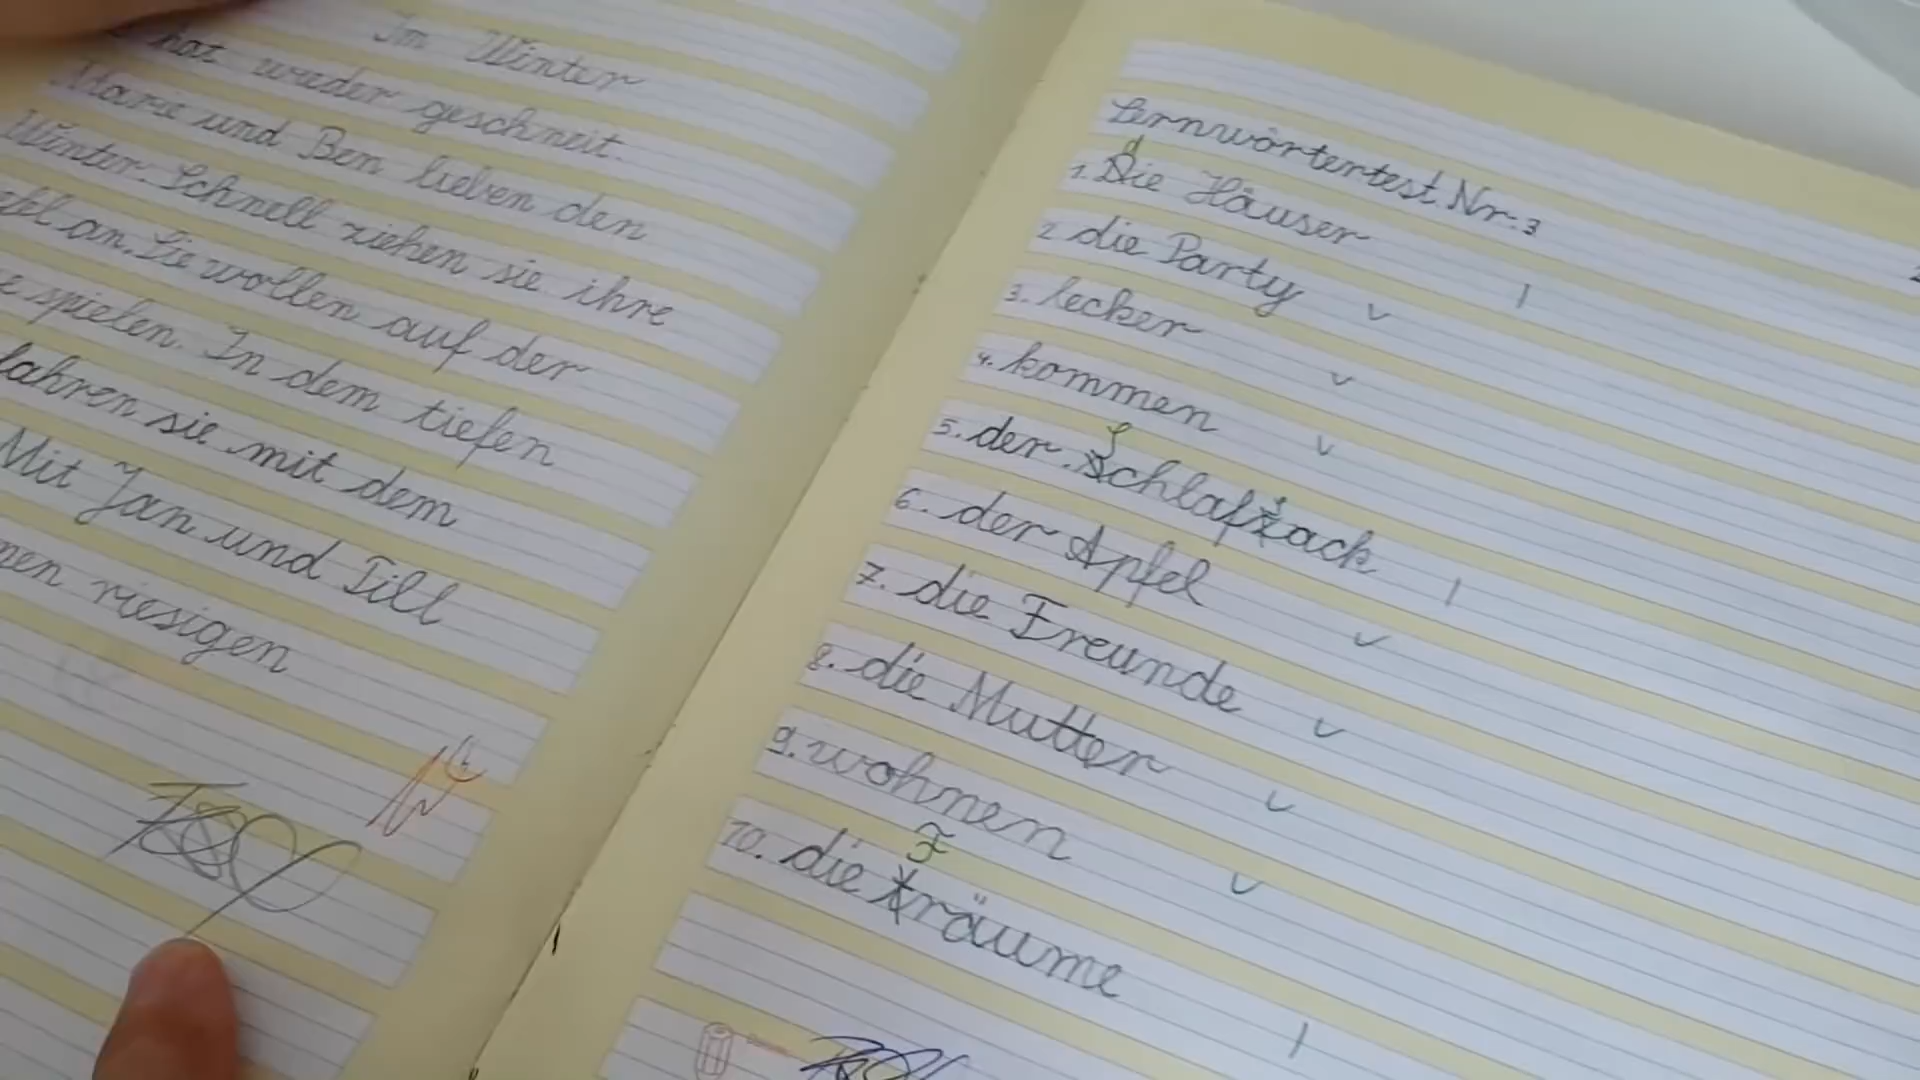 Im Winter
hat wieder geschneit.
Marie und Ben lieben den
Winter. Schnell ziehen sie ihre
an. Sie wollen auf der
spielen. In dem tiefen
fahren sie mit dem
Mit Jan und Till
riesigen
Lernwörtertest Nr. 3
1. Die Häuser
2 die Party
3. lecker
4. kommen
5. der Schlafzack
6. der Apfel
7. die Freunde
8. die Mutter
9. wohnen
10. die träume